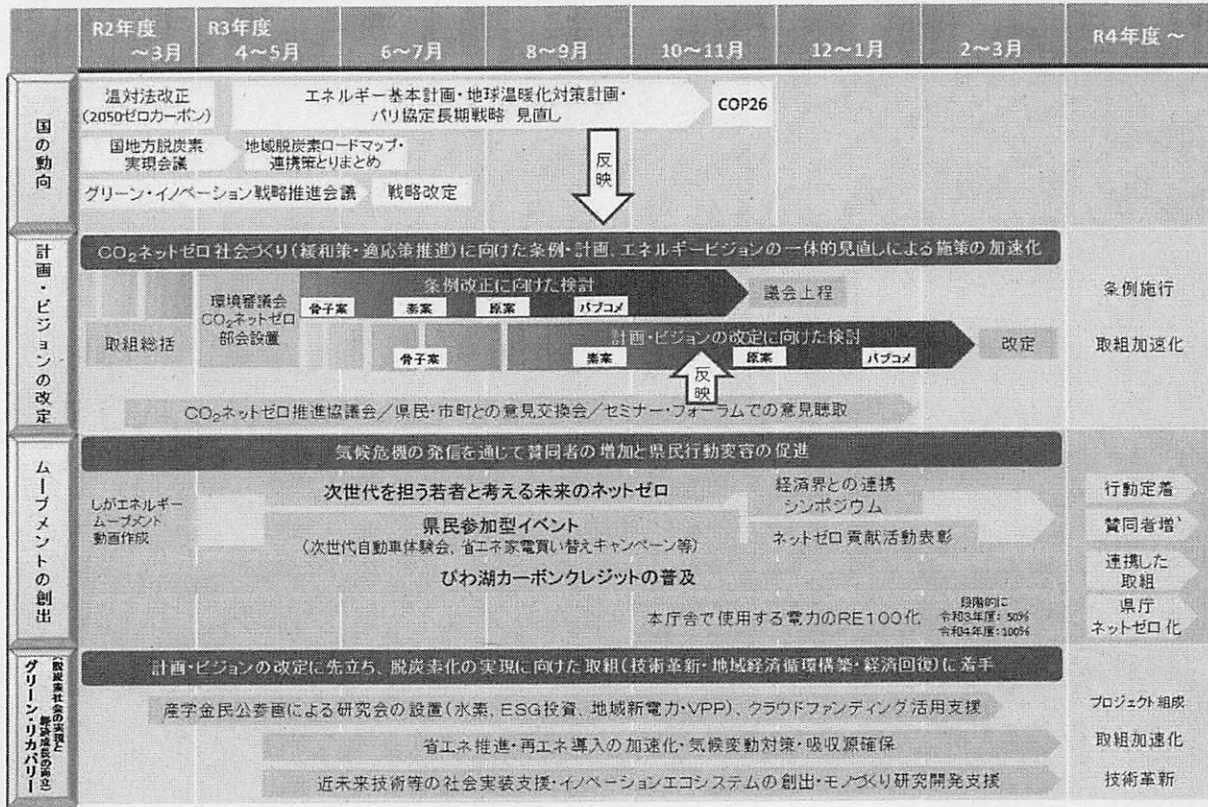 R2年度
～3月
R3年度
4～5月
6～7月
8～9月
10～11月
12～1月
2～3月
R4年度 ～
国の動向
温対法改正
(2050ゼロカーボン)
エネルギー基本計画・地球温暖化対策計画・
パリ協定長期戦略 見直し
COP26
国地方脱炭素
実現会議
地域脱炭素ロードマップ・
連携策とりまとめ
グリーン・イノベーション戦略推進会議
戦略改定
反映
計画・ビジョンの改定
CO₂ネットゼロ社会づくり(緩和策・適応策推進)に向けた条例・計画、エネルギービジョンの一体的見直しによる施策の加速化
取組総括
環境審議会
CO₂ネットゼロ
部会設置
条例改正に向けた検討
骨子案
素案
原案
パブコメ
議会上程
条例施行
計画・ビジョンの改定に向けた検討
骨子案
素案
原案
パブコメ
改定
取組加速化
反映
CO₂ネットゼロ推進協議会／県民・市町との意見交換会／セミナー・フォーラムでの意見聴取
ムーブメントの創出
気候危機の発信を通じて賛同者の増加と県民行動変容の促進
しがエネルギー
ムーブメント
動画作成
次世代を担う若者と考える未来のネットゼロ
県民参加型イベント
(次世代自動車体験会、省エネ家電買い替えキャンペーン等)
びわ湖カーボンクレジットの普及
経済界との連携
シンポジウム
ネットゼロ貢献活動表彰
本庁舎で使用する電力のRE100化
段階的に
令和3年度: 50%
令和4年度: 100%
行動定着
賛同者増
連携した
取組
県庁
ネットゼロ化
グリーン・リカバリー
(脱炭素社会の実現と
経済成長の両立)
計画・ビジョンの改定に先立ち、脱炭素化の実現に向けた取組(技術革新・地域経済循環構築・経済回復)に着手
産学金民公参画による研究会の設置(水素、ESG投資、地域新電力・VPP)、クラウドファンディング活用支援
プロジェクト組成
省エネ推進・再エネ導入の加速化・気候変動対策・吸収源確保
取組加速化
近未来技術等の社会実装支援・イノベーションエコシステムの創出・モノづくり研究開発支援
技術革新